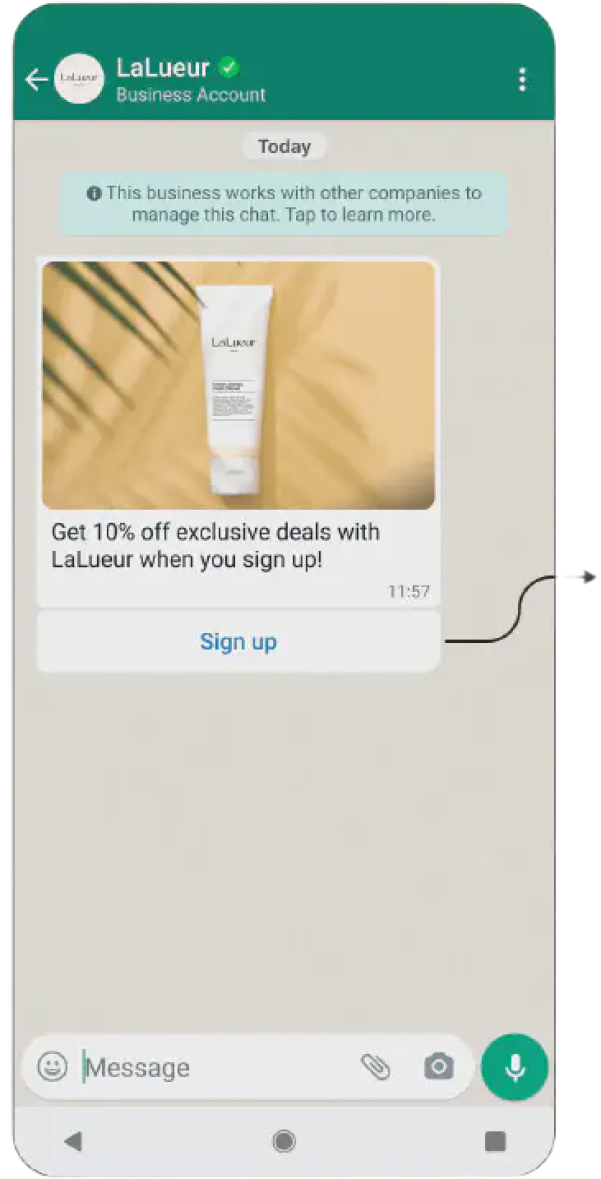 LaLueur
LaLueur
Business Account
Today
This business works with other companies to
manage this chat. Tap to learn more.
LaLueur
Get 10% off exclusive deals with
LaLueur when you sign up!
11:57
Sign up
Message